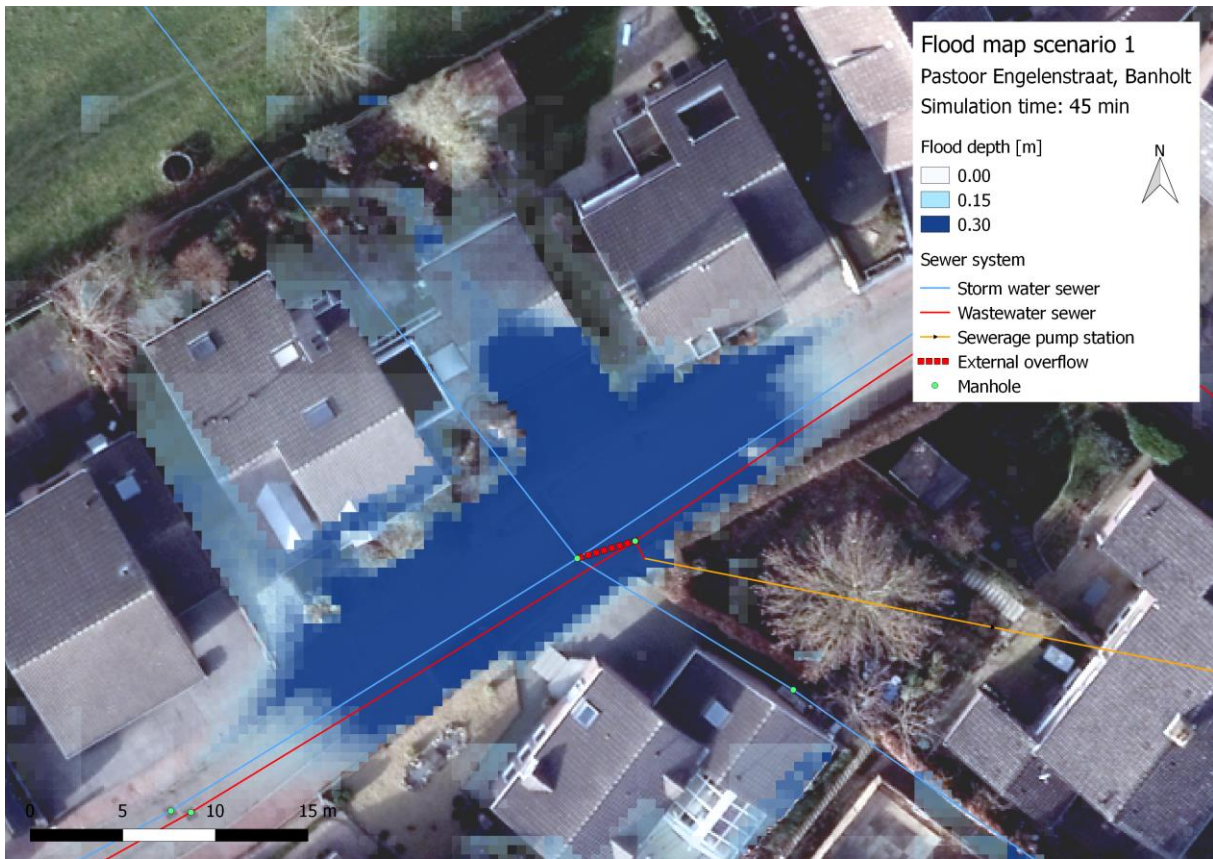 Flood map scenario 1
Pastoor Engelenstraat, Banholt
Simulation time: 45 min
Flood depth [m]
N
0.00
0.15
0.30
Sewer system
Storm water sewer
Wastewater sewer
Sewerage pump station
External overflow
Manhole
0 5 10 15 m